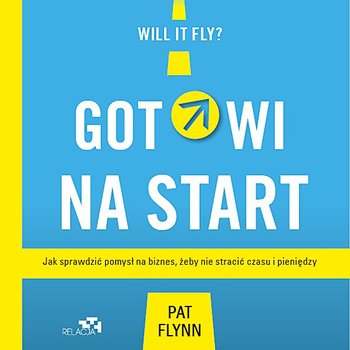 WILL IT FLY?
GOTOWI
NA START
Jak sprawdzić pomysł na biznes, żeby nie stracić czasu i pieniędzy
PAT
FLYNN
RELACJA